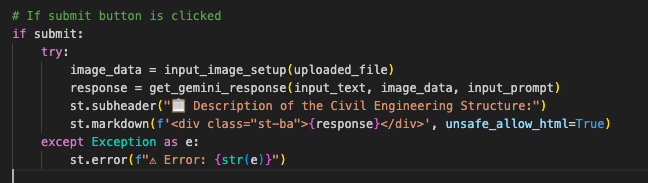 # If submit button is clicked
if submit:
    try:
        image_data = input_image_setup(uploaded_file)
        response = get_gemini_response(input_text, image_data, input_prompt)
        st.subheader("📋 Description of the Civil Engineering Structure:")
        st.markdown(f'<div class="st-ba">{response}</div>', unsafe_allow_html=True)
    except Exception as e:
        st.error(f"⚠ Error: {str(e)}")